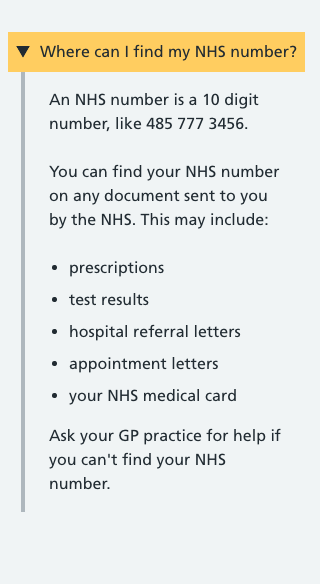 Where can I find my NHS number?
An NHS number is a 10 digit
number, like 485 777 3456.
You can find your NHS number
on any document sent to you
by the NHS. This may include:
• prescriptions
• test results
• hospital referral letters
• appointment letters
• your NHS medical card
Ask your GP practice for help if
you can't find your NHS
number.